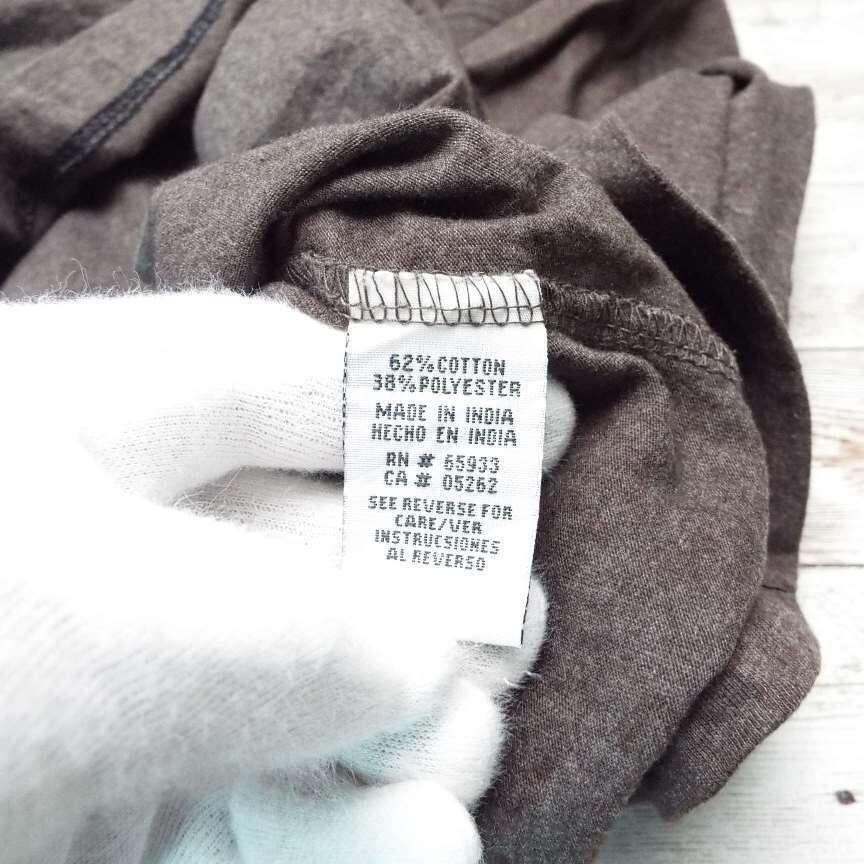 62%COTTON
38%POLYESTER
MADE IN INDIA
HECHO EN INDIA
RN # 65933
CA # 05262
SEE REVERSE FOR
CARE/VER
INSTRUCSIONES
AL REVERSO